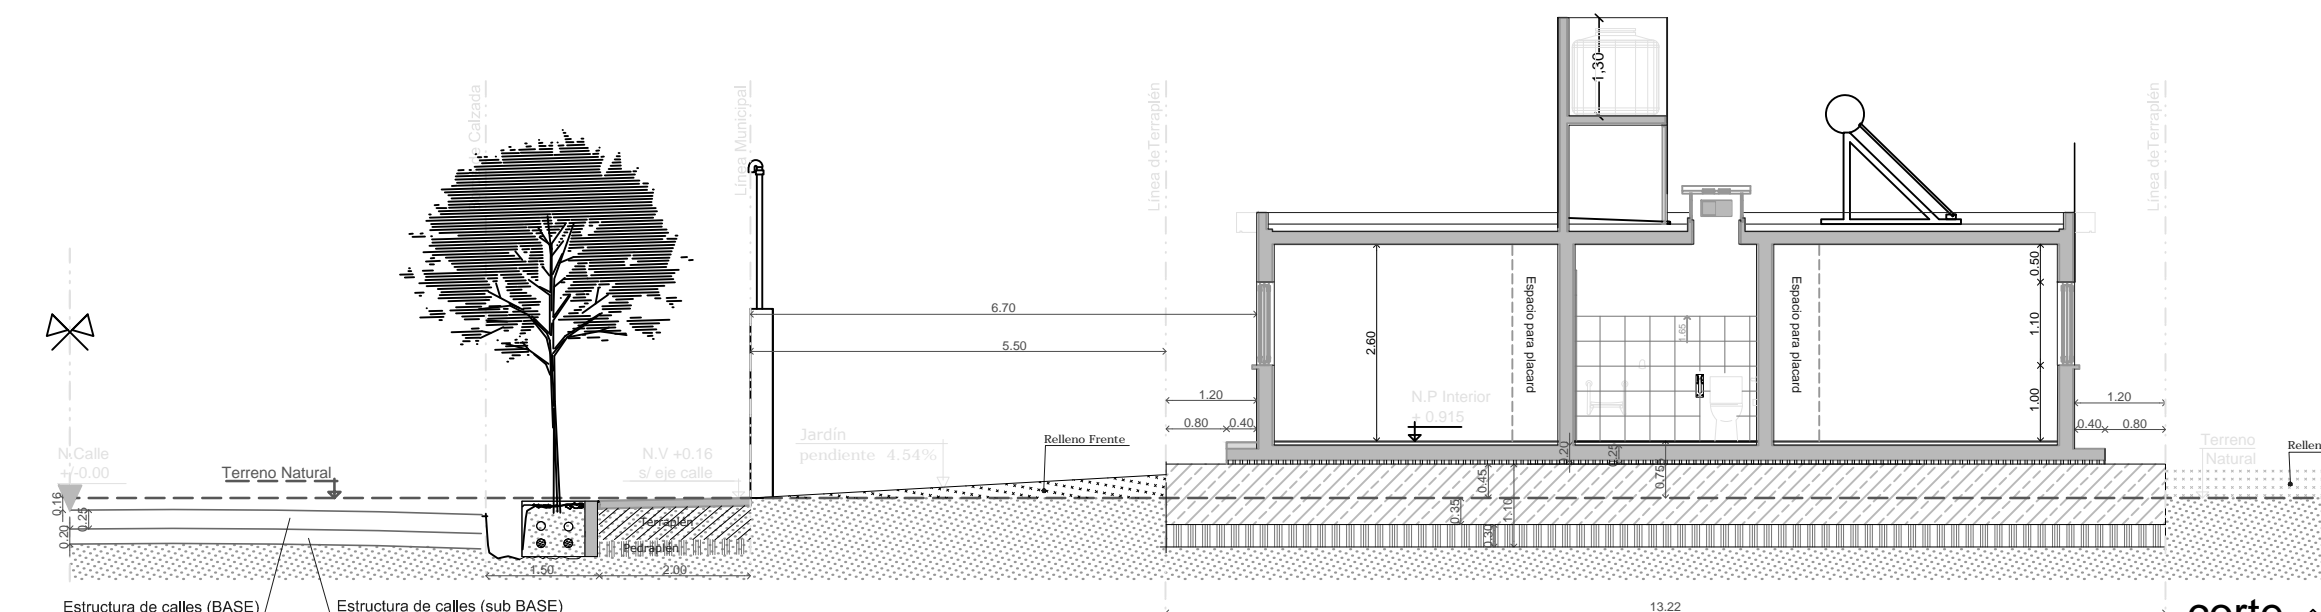 1,30
de Calzada
Línea Municipal
Línea deTerraplén
Línea deTerraplén
6.70
5.50
2.60
Espacio para placard
Espacio para placard
1.65
0.50
1.10
1.00
1.20
0.80
0.40
1.20
0.40
0.80
N.P Interior
+ 0.915
Jardín
pendiente 4.54%
Relleno Frente
N.Calle
+/-0.00
Terreno Natural
N.V +0.16
s/ eje calle
Terreno
Natural
Rellen
0.16
0.25
0.20
Terraplén
Pedraplén
1.50
2.00
0.20
0.25
0.755
0.45
0.35
1.10
0.30
Estructura de calles (BASE)
Estructura de calles (sub BASE)
13.22
corte